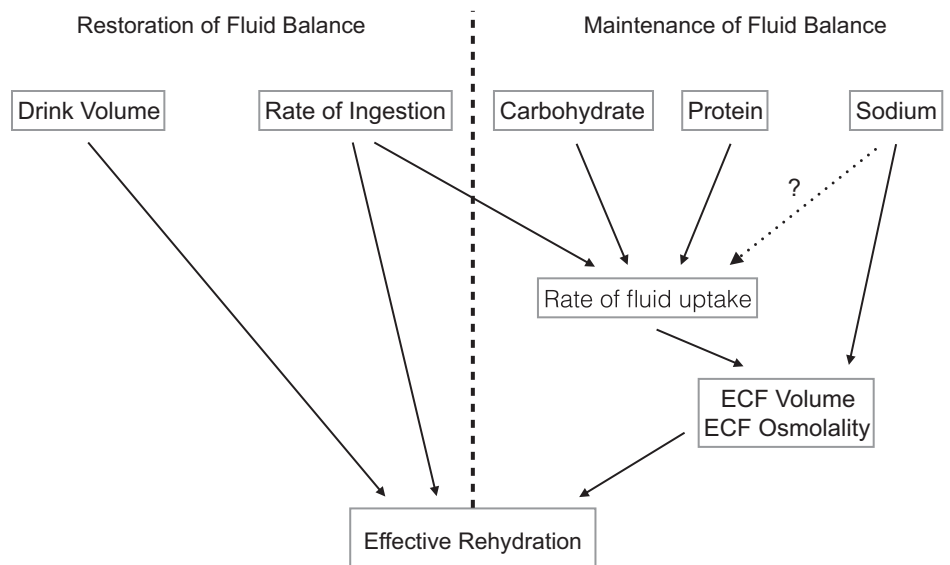 Restoration of Fluid Balance
Maintenance of Fluid Balance
Drink Volume
Rate of Ingestion
Carbohydrate
Protein
Sodium
?
Rate of fluid uptake
ECF Volume
ECF Osmolality
Effective Rehydration